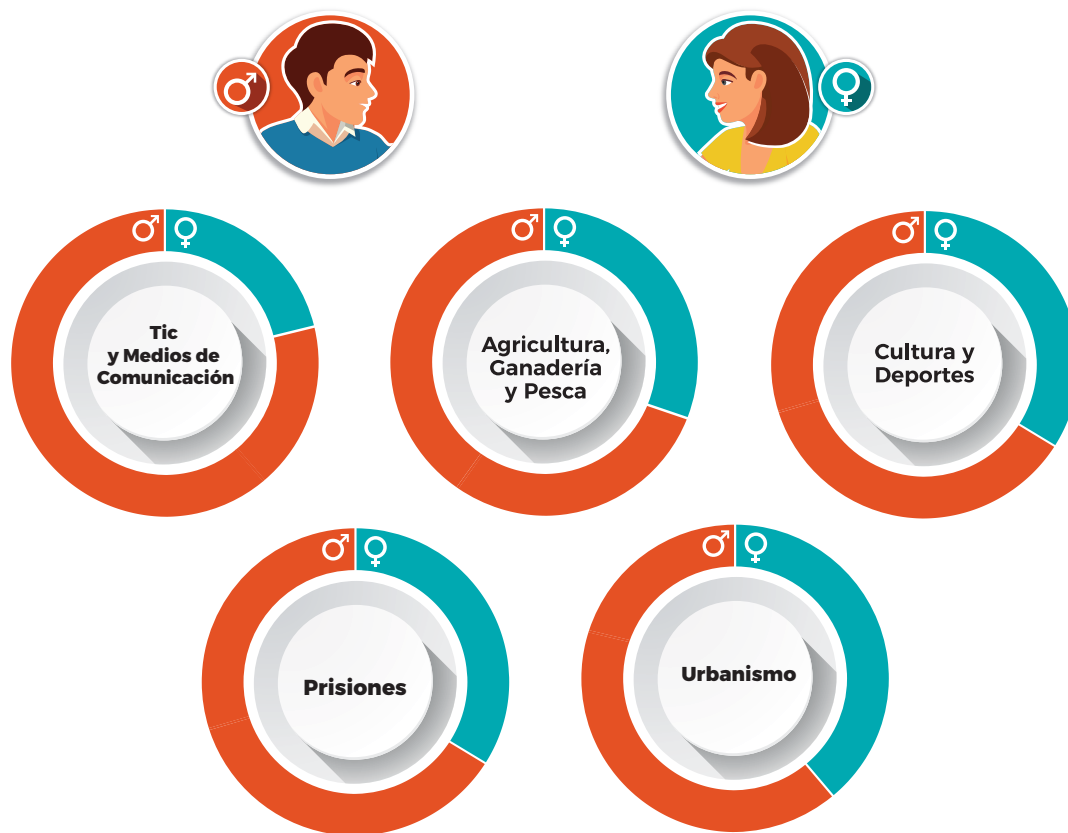 Tic
y Medios de
Comunicación
Agricultura,
Ganadería
y Pesca
Cultura y
Deportes
Prisiones
Urbanismo